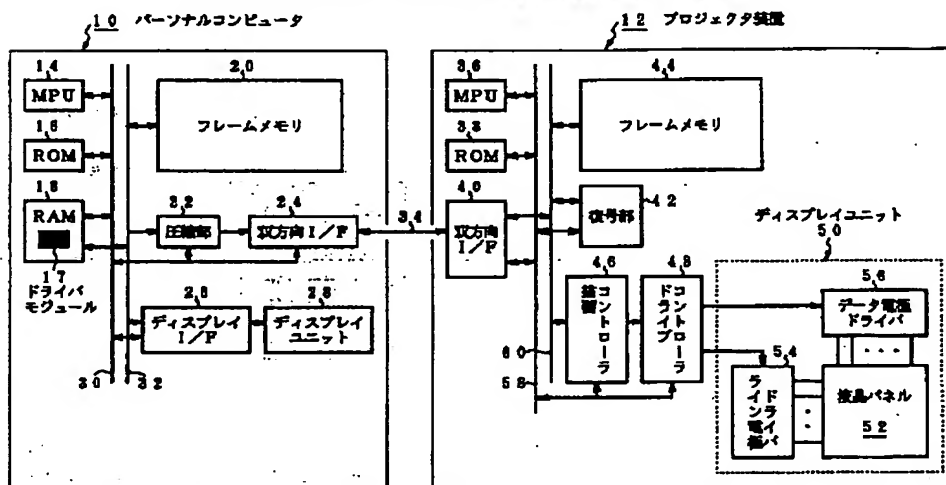 10 パーソナルコンピュータ
12 プロジェクタ装置
14
MPU
16
ROM
18
RAM
17
ドライバ
モジュール
20
フレームメモリ
圧縮部
24
双方向I/F
ディスプレイ
I/F
28
ディスプレイ
ユニット
30
32
34
36
MPU
ROM
40
双方向
I/F
44
フレームメモリ
復号部
42
46
描画
コントローラ
48
ドライブ
コントローラ
60
58
ディスプレイユニット
50
56
データ電極
ドライバ
54
ライン電極
ドライバ
液晶パネル
52